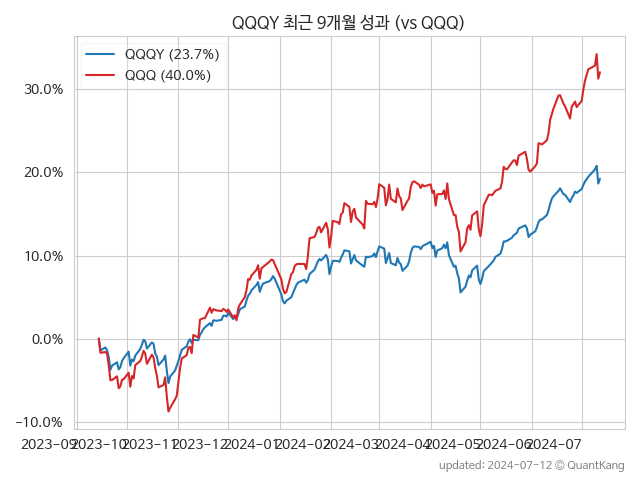 QQQY 최근 9개월 성과 (vs QQQ)
QQQY (23.7%)
QQQ (40.0%)
30.0%
20.0%
10.0%
0.0%
−10.0%
2023-09 2023-10 2023-11 2023-12 2024-01 2024-02 2024-03 2024-04 2024-05 2024-06 2024-07
updated: 2024-07-12 © QuantKang